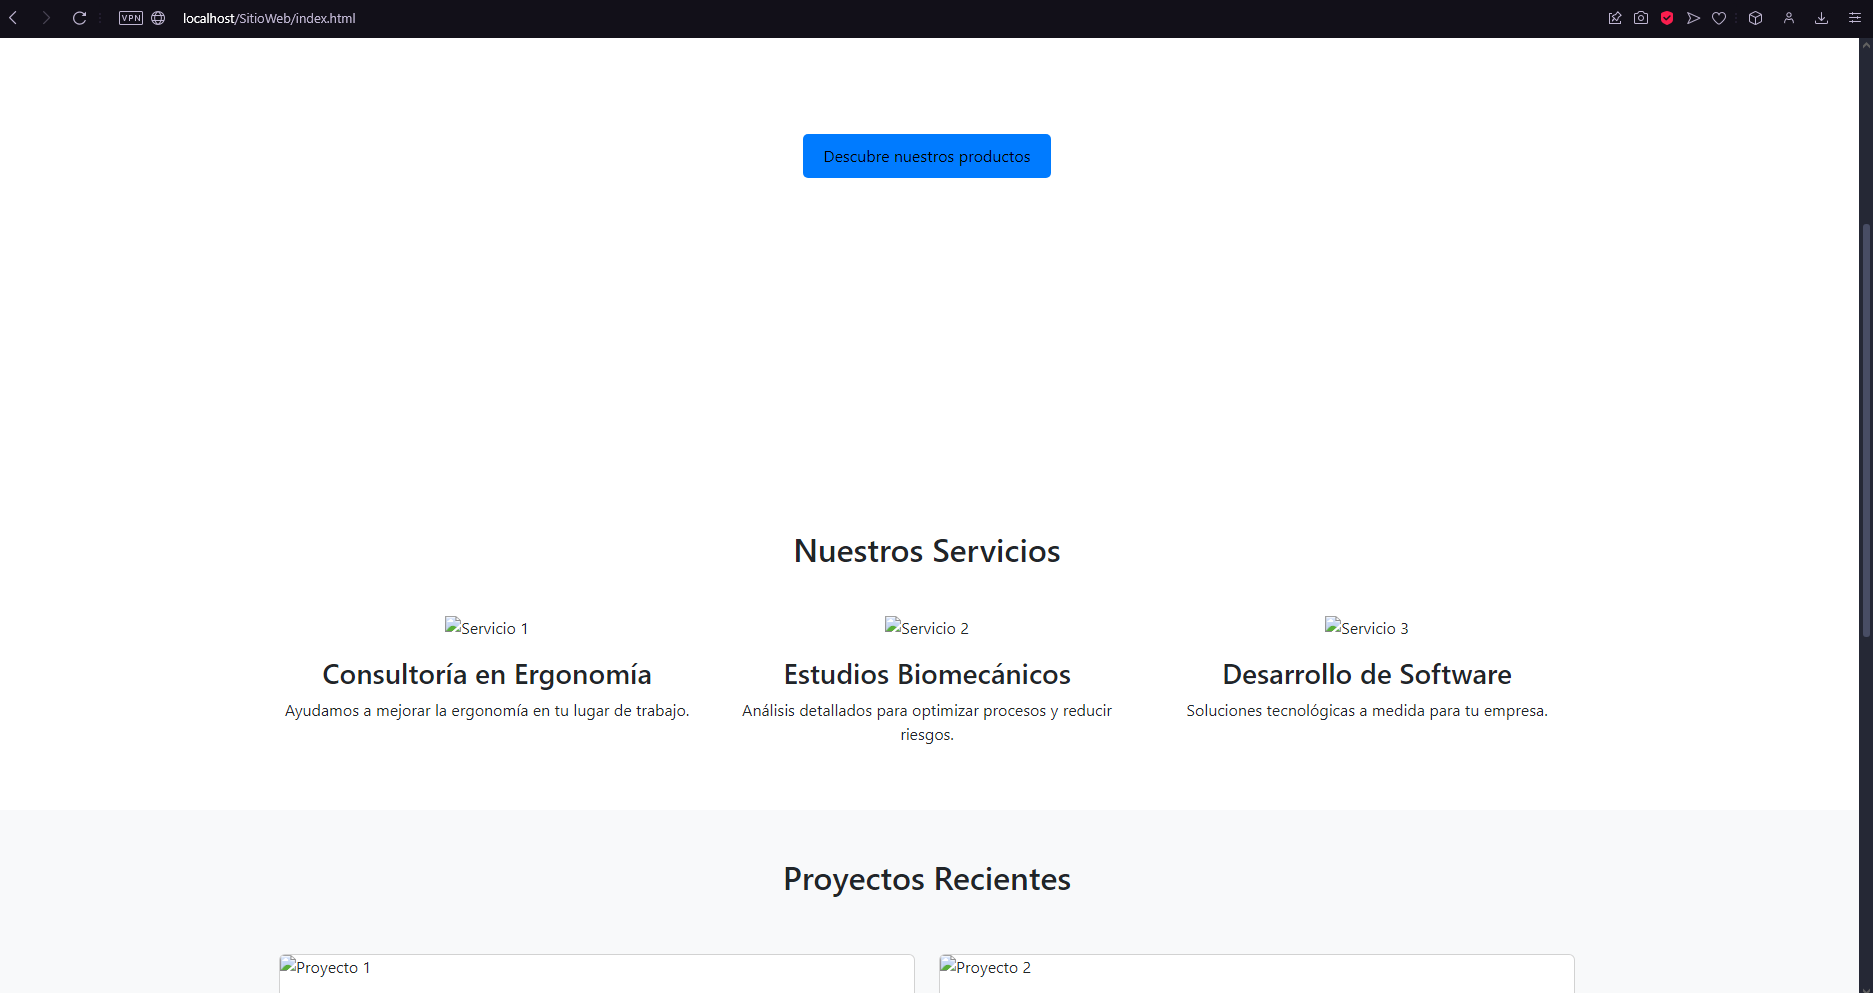 VPN
localhost/SitioWeb/index.html
Descubre nuestros productos
Nuestros Servicios
Servicio 1
Servicio 2
Servicio 3
Consultoría en Ergonomía
Estudios Biomecánicos
Desarrollo de Software
Ayudamos a mejorar la ergonomía en tu lugar de trabajo.
Análisis detallados para optimizar procesos y reducir
riesgos.
Soluciones tecnológicas a medida para tu empresa.
Proyectos Recientes
Proyecto 1
Proyecto 2